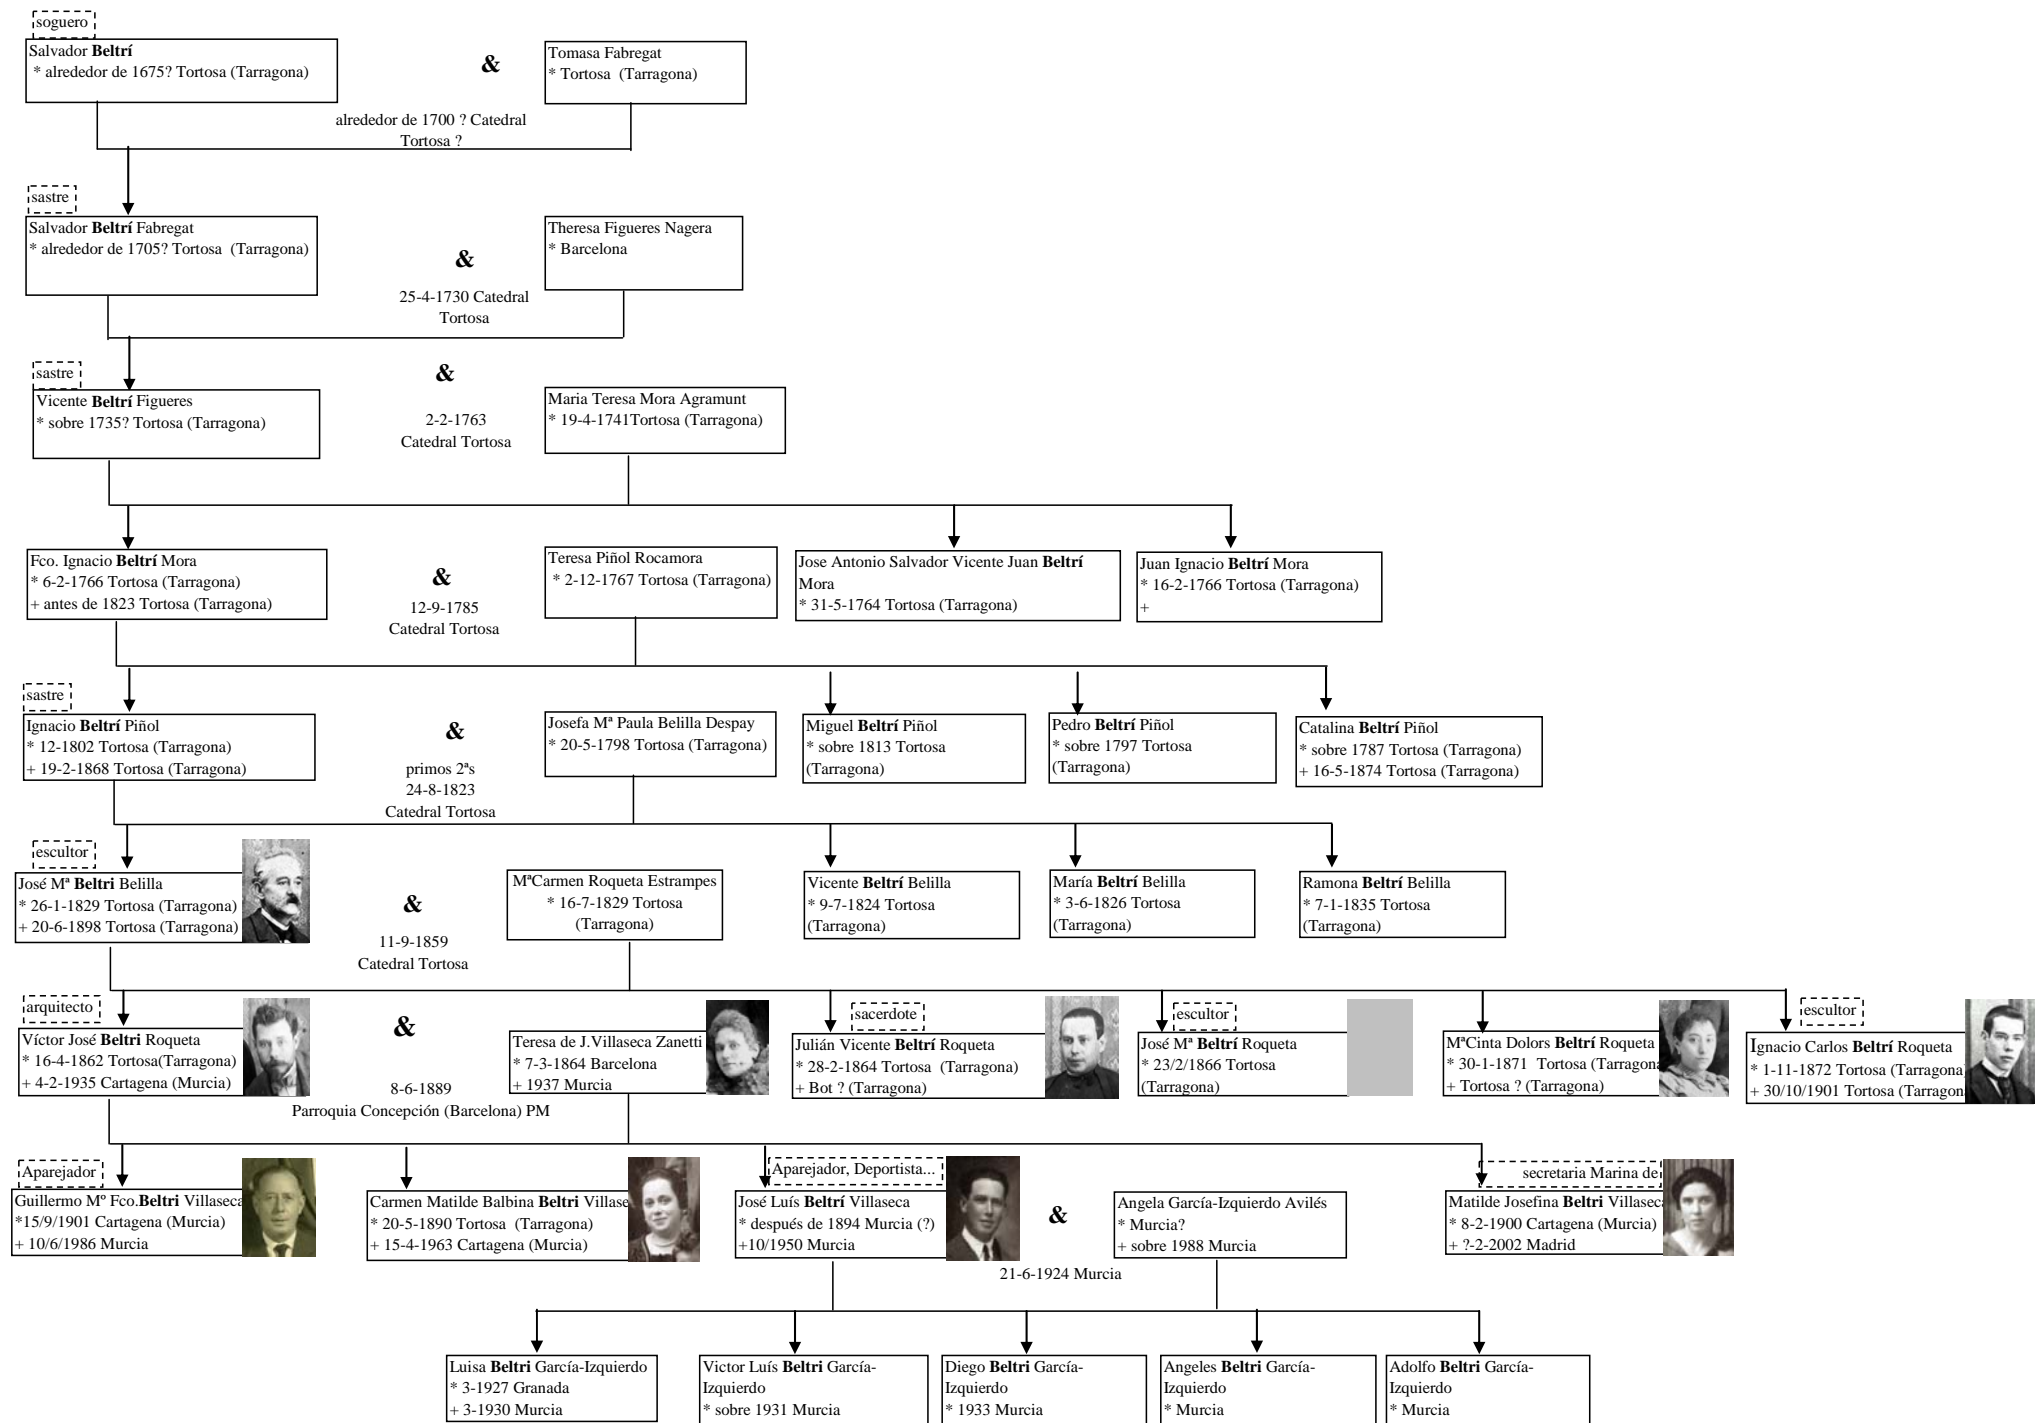 soguero
Salvador Beltrí
* alrededor de 1675? Tortosa (Tarragona)
&
Tomasa Fabregat
* Tortosa (Tarragona)
alrededor de 1700 ? Catedral
Tortosa ?
sastre
Salvador Beltrí Fabregat
* alrededor de 1705? Tortosa (Tarragona)
&
Theresa Figueres Nagera
* Barcelona
25-4-1730 Catedral
Tortosa
sastre
Vicente Beltrí Figueres
* sobre 1735? Tortosa (Tarragona)
&
2-2-1763
Catedral Tortosa
Maria Teresa Mora Agramunt
* 19-4-1741Tortosa (Tarragona)
Fco. Ignacio Beltrí Mora
* 6-2-1766 Tortosa (Tarragona)
+ antes de 1823 Tortosa (Tarragona)
&
12-9-1785
Catedral Tortosa
Teresa Piñol Rocamora
* 2-12-1767 Tortosa (Tarragona)
Jose Antonio Salvador Vicente Juan Beltrí
Mora
* 31-5-1764 Tortosa (Tarragona)
Juan Ignacio Beltrí Mora
* 16-2-1766 Tortosa (Tarragona)
+
sastre
Ignacio Beltrí Piñol
* 12-1802 Tortosa (Tarragona)
+ 19-2-1868 Tortosa (Tarragona)
&
primos 2ªs
24-8-1823
Catedral Tortosa
Josefa Mª Paula Belilla Despay
* 20-5-1798 Tortosa (Tarragona)
Miguel Beltrí Piñol
* sobre 1813 Tortosa
(Tarragona)
Pedro Beltrí Piñol
* sobre 1797 Tortosa
(Tarragona)
Catalina Beltrí Piñol
* sobre 1787 Tortosa (Tarragona)
+ 16-5-1874 Tortosa (Tarragona)
escultor
José Mª Beltri Belilla
* 26-1-1829 Tortosa (Tarragona)
+ 20-6-1898 Tortosa (Tarragona)
&
11-9-1859
Catedral Tortosa
MªCarmen Roqueta Estrampes
* 16-7-1829 Tortosa
(Tarragona)
Vicente Beltrí Belilla
* 9-7-1824 Tortosa
(Tarragona)
María Beltrí Belilla
* 3-6-1826 Tortosa
(Tarragona)
Ramona Beltrí Belilla
* 7-1-1835 Tortosa
(Tarragona)
arquitecto
Víctor José Beltri Roqueta
* 16-4-1862 Tortosa(Tarragona)
+ 4-2-1935 Cartagena (Murcia)
&
8-6-1889
Parroquia Concepción (Barcelona) PM
Teresa de J.Villaseca Zanetti
* 7-3-1864 Barcelona
+ 1937 Murcia
sacerdote
Julián Vicente Beltrí Roqueta
* 28-2-1864 Tortosa (Tarragona)
+ Bot ? (Tarragona)
escultor
José Mª Beltrí Roqueta
* 23/2/1866 Tortosa
(Tarragona)
MªCinta Dolors Beltrí Roqueta
* 30-1-1871 Tortosa (Tarragona
+ Tortosa ? (Tarragona)
escultor
Ignacio Carlos Beltrí Roqueta
* 1-11-1872 Tortosa (Tarragona
+ 30/10/1901 Tortosa (Tarragon
Aparejador
Guillermo Mº Fco.Beltri Villaseca
*15/9/1901 Cartagena (Murcia)
+ 10/6/1986 Murcia
Carmen Matilde Balbina Beltri Villase
* 20-5-1890 Tortosa (Tarragona)
+ 15-4-1963 Cartagena (Murcia)
Aparejador, Deportista...
José Luís Beltrí Villaseca
* después de 1894 Murcia (?)
+10/1950 Murcia
&
21-6-1924 Murcia
Angela García-Izquierdo Avilés
* Murcia?
+ sobre 1988 Murcia
secretaria Marina de
Matilde Josefina Beltri Villaseca
* 8-2-1900 Cartagena (Murcia)
+ ?-2-2002 Madrid
Luisa Beltri García-Izquierdo
* 3-1927 Granada
+ 3-1930 Murcia
Victor Luís Beltri García-
Izquierdo
* sobre 1931 Murcia
Diego Beltri García-
Izquierdo
* 1933 Murcia
Angeles Beltri García-
Izquierdo
* Murcia
Adolfo Beltri García-
Izquierdo
* Murcia